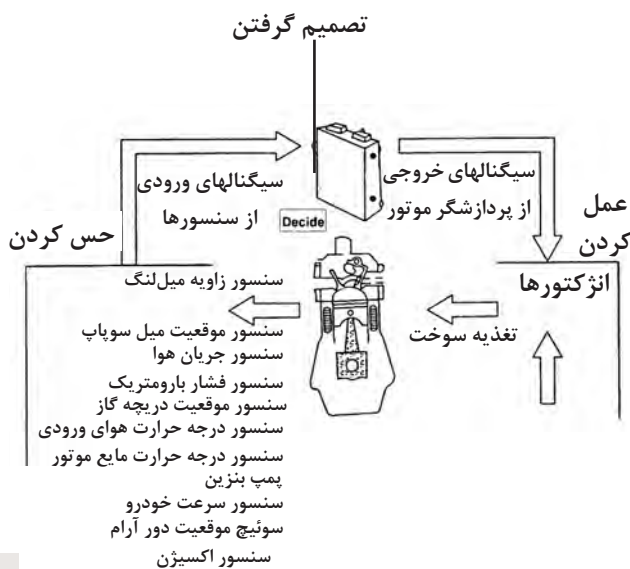 تصمیم گرفتن
سیگنالهای ورودی
از سنسورها
Decide
سیگنالهای خروجی
از پردازشگر موتور
عمل
کردن
حس کردن
انژکتورها
تغذیه سوخت
سنسور زاویه میل‌لنگ
سنسور موقعیت میل سوپاپ
سنسور جریان هوا
سنسور فشار بارومتریک
سنسور موقعیت دریچه گاز
سنسور درجه حرارت هوای ورودی
سنسور درجه حرارت مایع موتور
پمپ بنزین
سنسور سرعت خودرو
سوئیچ موقعیت دور آرام
سنسور اکسیژن